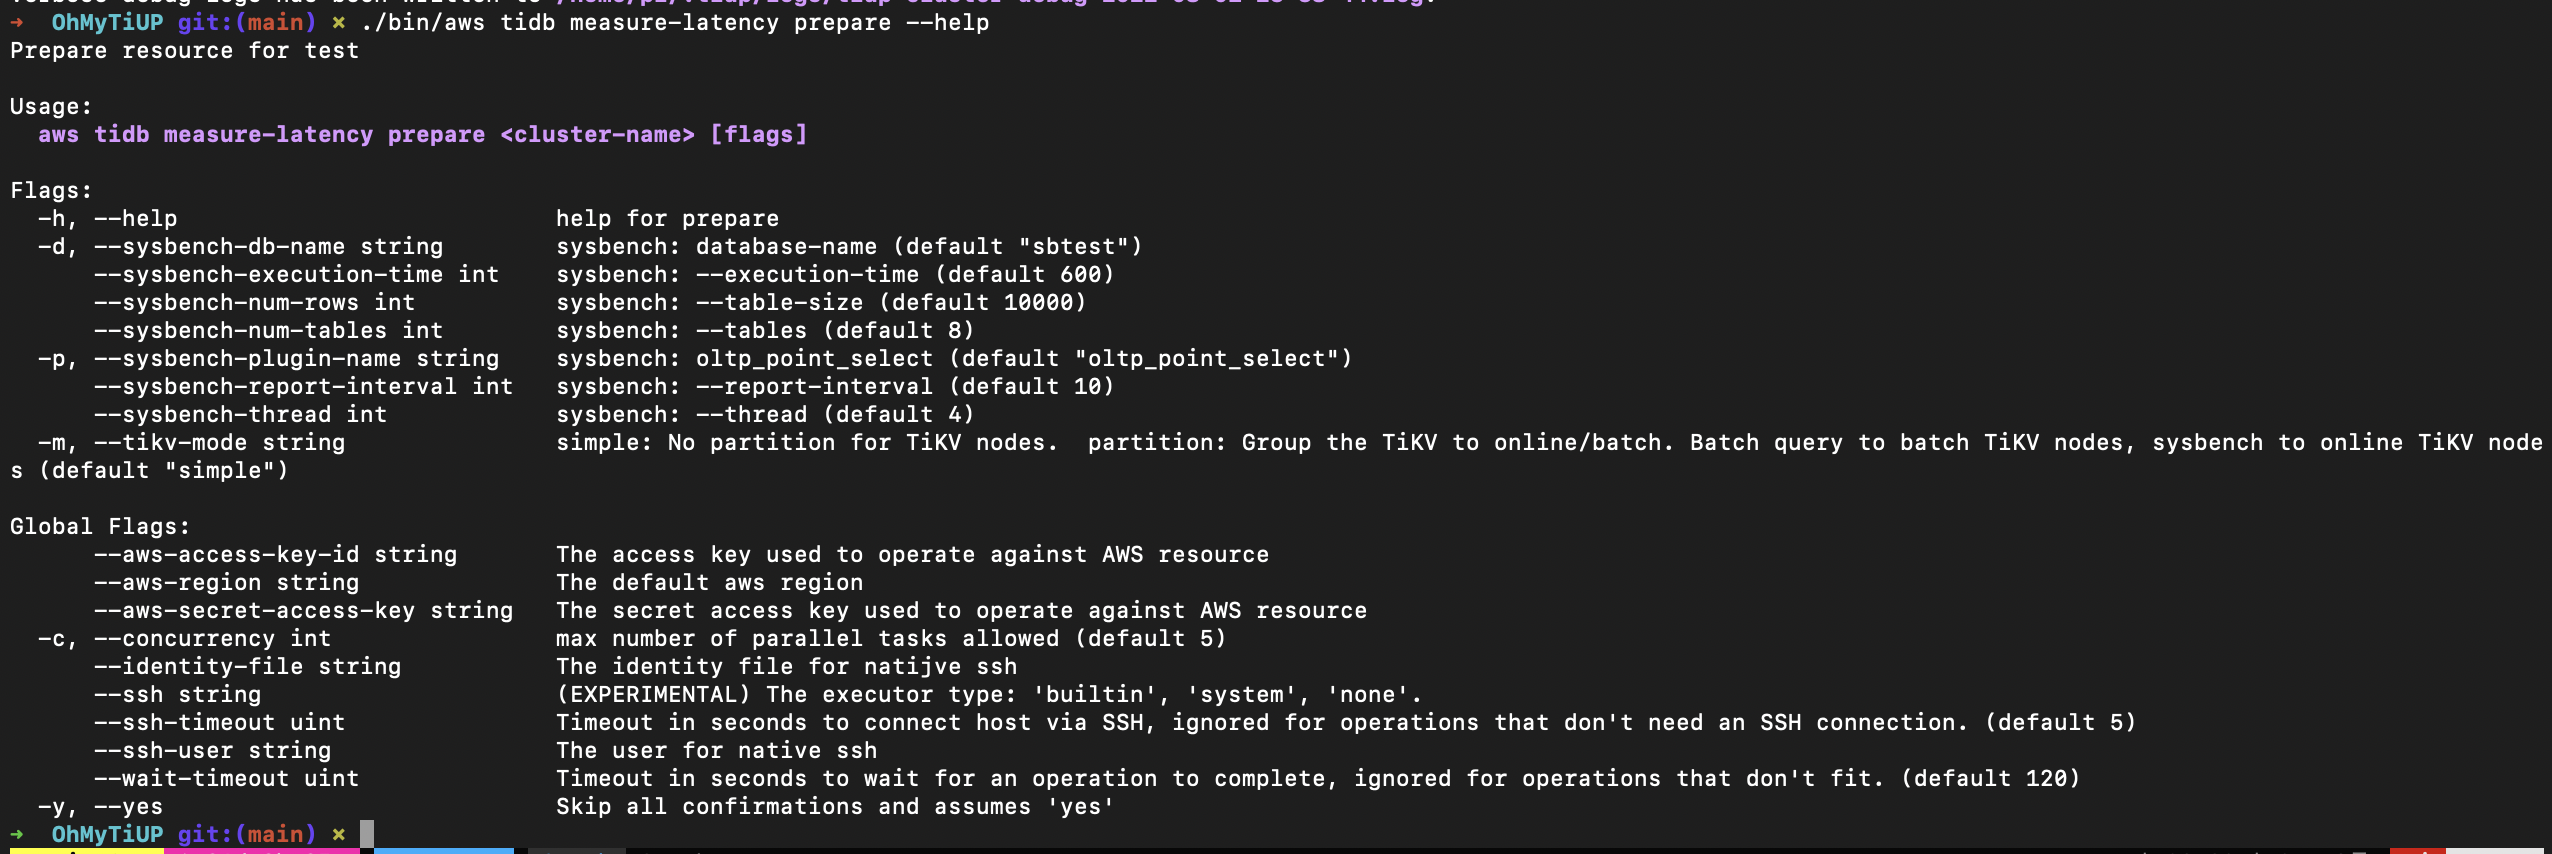 ➜  OhMyTiUP git:(main) × ./bin/aws tidb measure-latency prepare --help
Prepare resource for test

Usage:
  aws tidb measure-latency prepare <cluster-name> [flags]

Flags:
  -h, --help                           help for prepare
  -d, --sysbench-db-name string        sysbench: database-name (default "sbtest")
      --sysbench-execution-time int    sysbench: --execution-time (default 600)
      --sysbench-num-rows int          sysbench: --table-size (default 10000)
      --sysbench-num-tables int        sysbench: --tables (default 8)
  -p, --sysbench-plugin-name string    sysbench: oltp_point_select (default "oltp_point_select")
      --sysbench-report-interval int   sysbench: --report-interval (default 10)
      --sysbench-thread int            sysbench: --thread (default 4)
  -m, --tikv-mode string               simple: No partition for TiKV nodes.  partition: Group the TiKV to online/batch. Batch query to batch TiKV nodes, sysbench to online TiKV node
s (default "simple")

Global Flags:
      --aws-access-key-id string       The access key used to operate against AWS resource
      --aws-region string              The default aws region
      --aws-secret-access-key string   The secret access key used to operate against AWS resource
  -c, --concurrency int                max number of parallel tasks allowed (default 5)
      --identity-file string           The identity file for natijve ssh
      --ssh string                     (EXPERIMENTAL) The executor type: 'builtin', 'system', 'none'.
      --ssh-timeout uint               Timeout in seconds to connect host via SSH, ignored for operations that don't need an SSH connection. (default 5)
      --ssh-user string                The user for native ssh
      --wait-timeout uint              Timeout in seconds to wait for an operation to complete, ignored for operations that don't fit. (default 120)
  -y, --yes                            Skip all confirmations and assumes 'yes'
➜  OhMyTiUP git:(main) ×